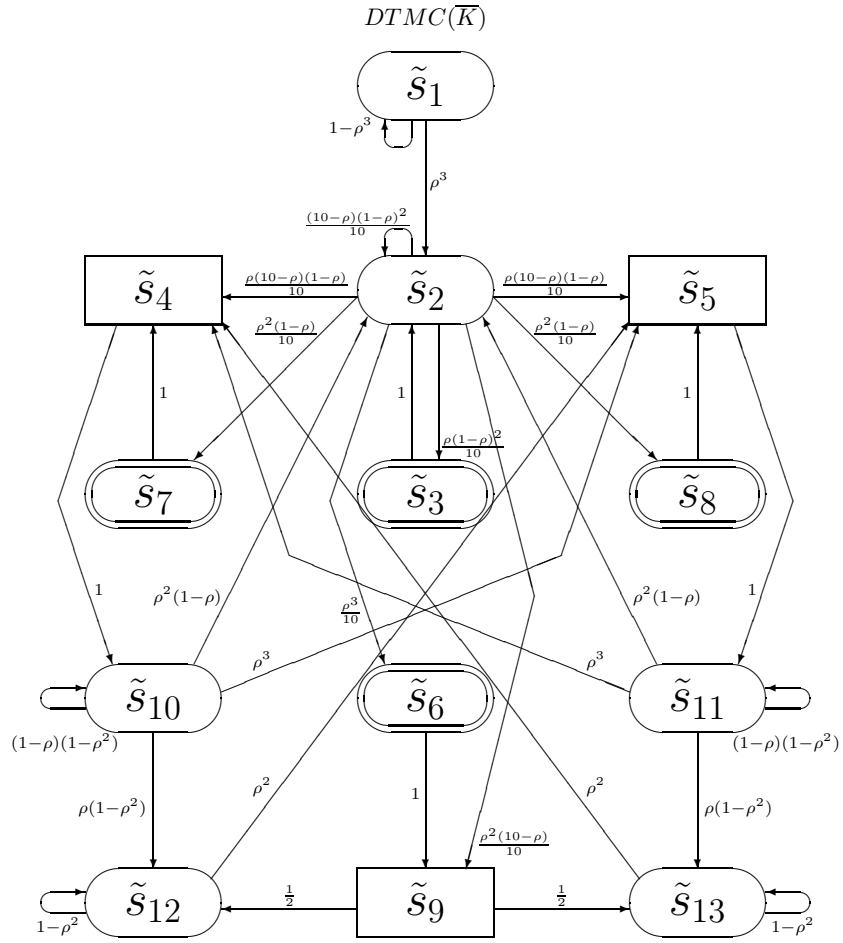 DTMC(K̅)
s̃₁
1−ρ³
ρ³
(10−ρ)(1−ρ)²/10
s̃₄
ρ(10−ρ)(1−ρ)/10
s̃₂
ρ(10−ρ)(1−ρ)/10
s̃₅
ρ²(1−ρ)/10
ρ²(1−ρ)/10
1
1
1
ρ(1−ρ)²/10
s̃₇
s̃₃
s̃₈
1
ρ²(1−ρ)
ρ³/10
ρ²(1−ρ)
1
ρ³
ρ³
s̃₁₀
s̃₆
s̃₁₁
(1−ρ)(1−ρ²)
(1−ρ)(1−ρ²)
ρ(1−ρ²)
ρ²
1
ρ²
ρ(1−ρ²)
ρ²(10−ρ)/10
s̃₁₂
1/2
s̃₉
1/2
s̃₁₃
1−ρ²
1−ρ²